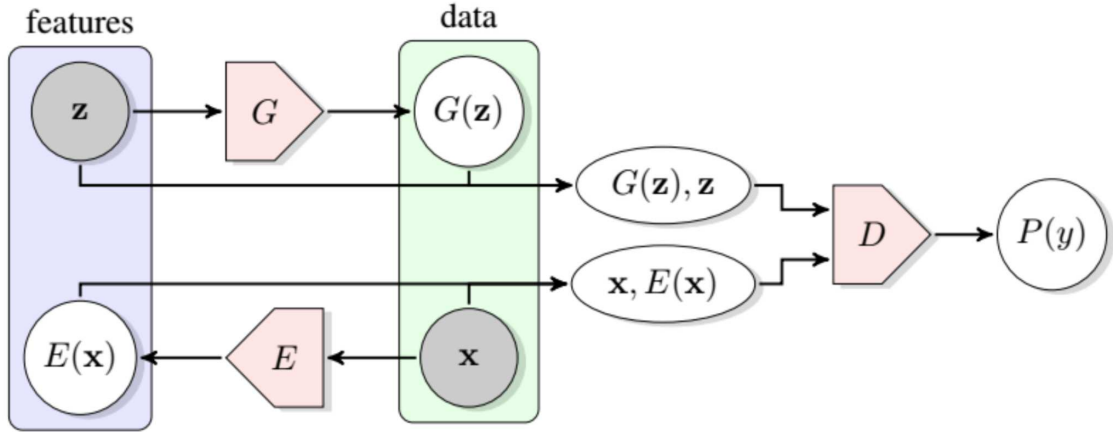 features
data
z
G
G(z)
G(z), z
D
P(y)
x, E(x)
E(x)
E
x